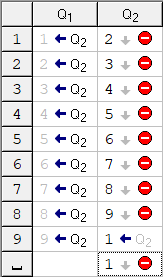 Q1 Q2
1 1 Q2 2
2 2 Q2 3
3 3 Q2 4
4 4 Q2 5
5 5 Q2 6
6 6 Q2 7
7 7 Q2 8
8 8 Q2 9
9 9 Q2 1 Q2
␣ 1